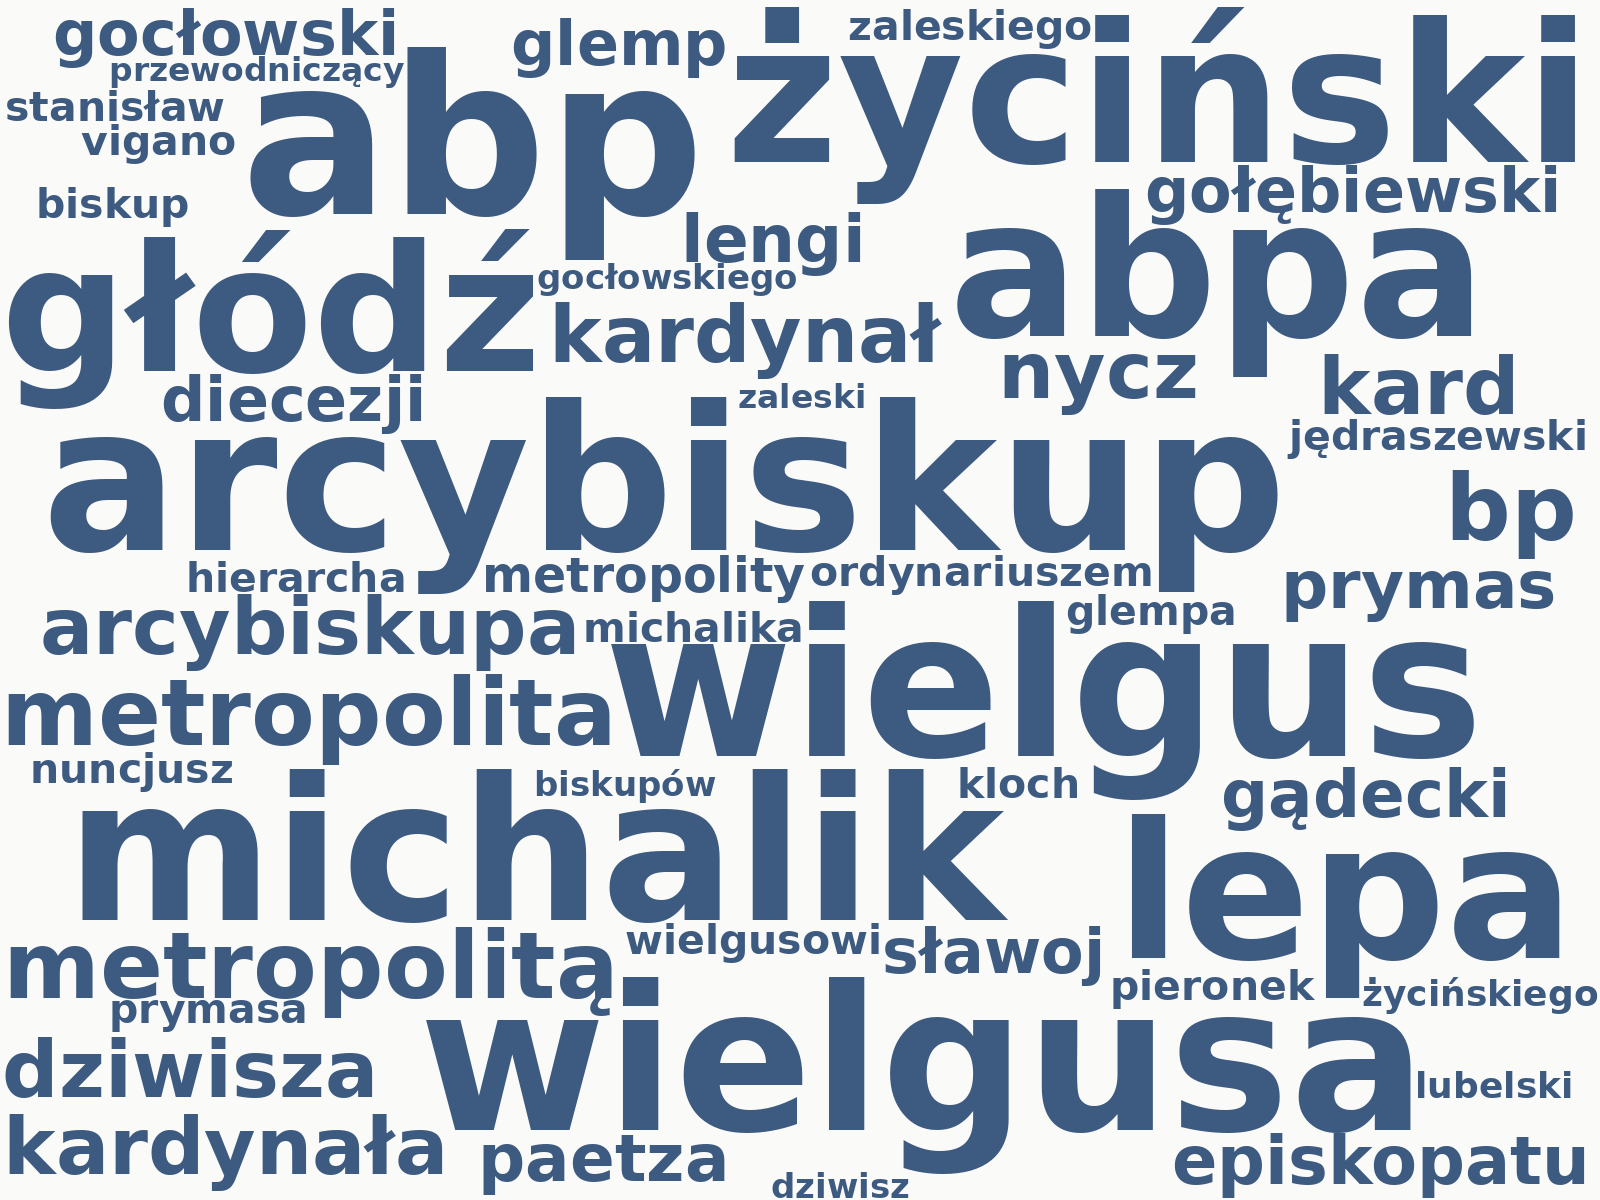 gocłowski
glemp
zaleskiego
życiński
przewodniczący
abp
stanisław
vigano
biskup
gołębiewski
lengi
abpa
głódź
gocłowskiego
kardynał
nycz
kard
diecezji
zaleski
arcybiskup
jędraszewski
bp
hierarcha
metropolity
ordynariuszem
prymas
arcybiskupa
michalika
glempa
wielgus
metropolita
nuncjusz
biskupów
kloch
gądecki
michalik
lepa
metropolitą
wielgusowi
sławoj
pieronek
życińskiego
prymasa
wielgusa
dziwisza
lubelski
kardynała
paetza
episkopatu
dziwisz